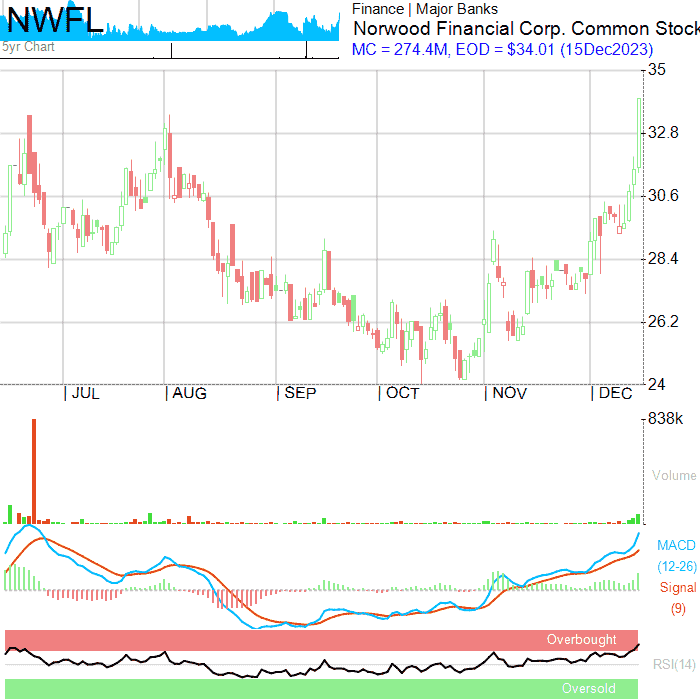 NWFL
5yr Chart
Finance | Major Banks
Norwood Financial Corp. Common Stock
MC = 274.4M, EOD = $34.01 (15Dec2023)
35
32.8
30.6
28.4
26.2
24
| JUL | AUG | SEP | OCT | NOV | DEC
838k
Volume
MACD
(12-26)
Signal
(9)
Overbought
RSI(14)
Oversold